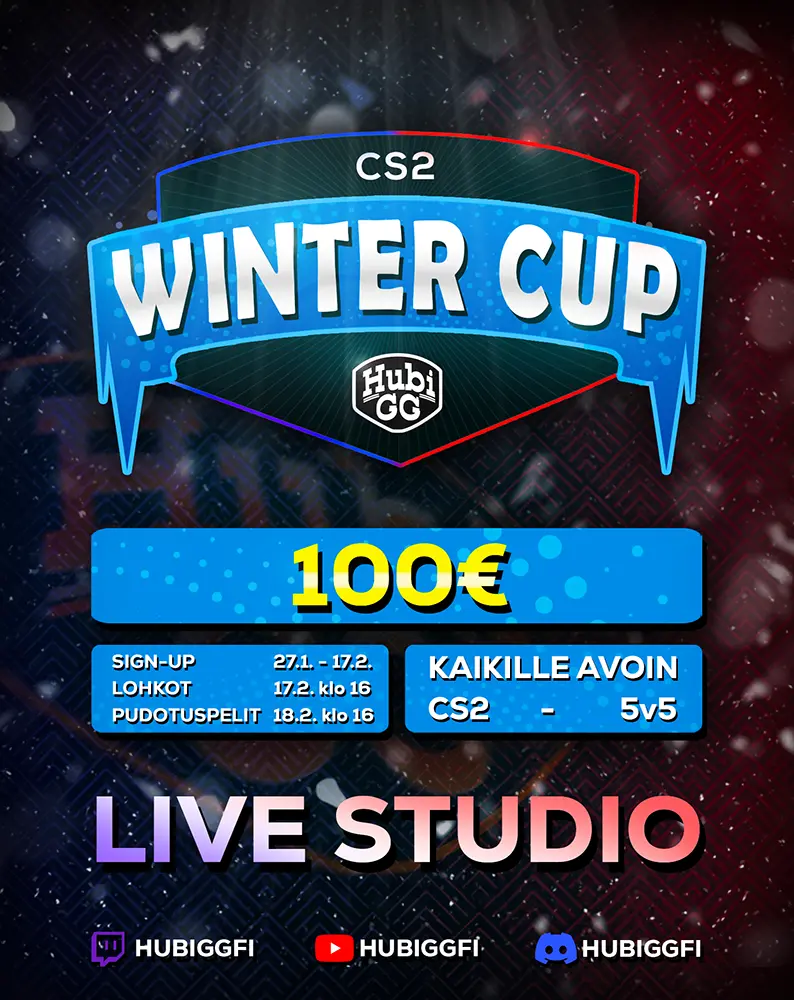 CS2
WINTER CUP
Hubi
GG
100€
SIGN-UP 27.1. - 17.2.
LOHKOT 17.2. klo 16
PUDOTUSPELIT 18.2. klo 16
KAIKILLE AVOIN
CS2 - 5v5
LIVE STUDIO
HUBIGGFI HUBIGGFI HUBIGGFI